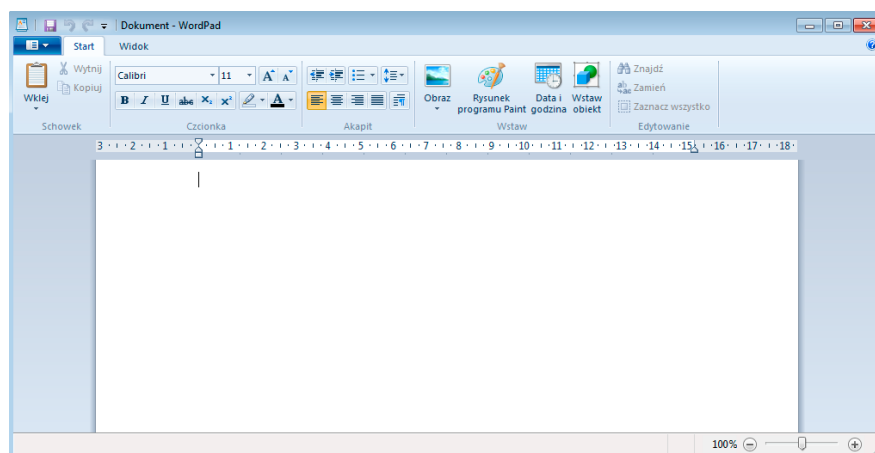 Dokument - WordPad
Start Widok
Wklej
Wytnij
Kopiuj
Schowek
Calibri 11 A A
B I U abc X₂ X² A
Czcionka
Akapit
Obraz
Rysunek programu Paint
Data i godzina
Wstaw obiekt
Wstaw
Znajdź
Zamień
Zaznacz wszystko
Edytowanie
3 2 1 1 2 3 4 5 6 7 8 9 10 11 12 13 14 15 16 17 18
100%